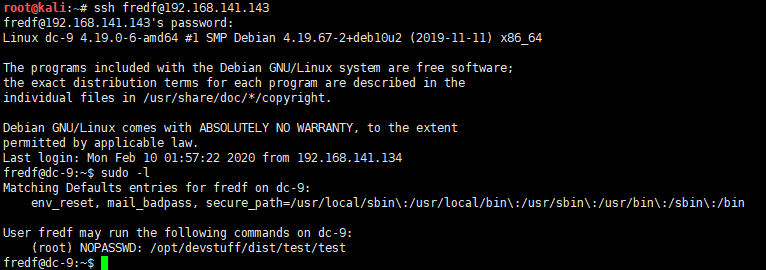 root@kali:~# ssh fredf@192.168.141.143
fredf@192.168.141.143's password:
Linux dc-9 4.19.0-6-amd64 #1 SMP Debian 4.19.67-2+deb10u2 (2019-11-11) x86_64

The programs included with the Debian GNU/Linux system are free software;
the exact distribution terms for each program are described in the
individual files in /usr/share/doc/*/copyright.

Debian GNU/Linux comes with ABSOLUTELY NO WARRANTY, to the extent
permitted by applicable law.
Last login: Mon Feb 10 01:57:22 2020 from 192.168.141.134
fredf@dc-9:~$ sudo -l
Matching Defaults entries for fredf on dc-9:
    env_reset, mail_badpass, secure_path=/usr/local/sbin\:/usr/local/bin\:/usr/sbin\:/usr/bin\:/sbin\:/bin

User fredf may run the following commands on dc-9:
    (root) NOPASSWD: /opt/devstuff/dist/test/test
fredf@dc-9:~$